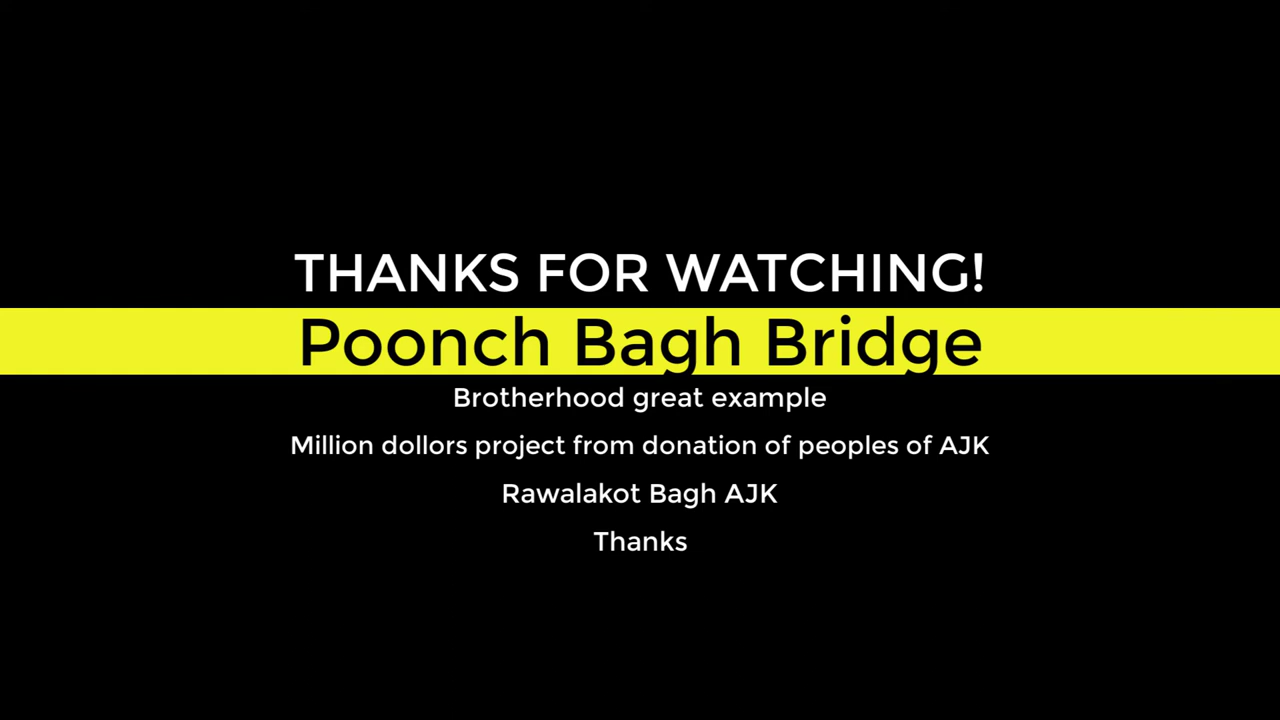 THANKS FOR WATCHING!
Poonch Bagh Bridge
Brotherhood great example
Million dollors project from donation of peoples of AJK
Rawalakot Bagh AJK
Thanks